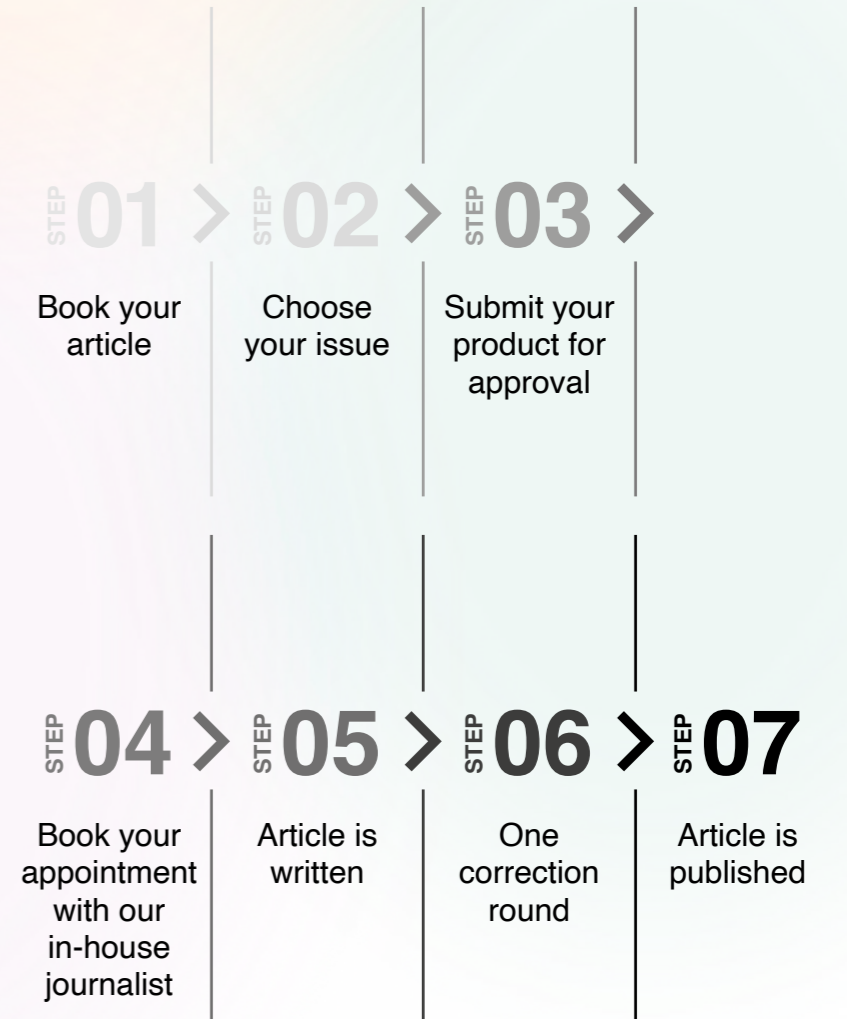 STEP 01 > STEP 02 > STEP 03 >
Book your
article
Choose
your issue
Submit your
product for
approval
STEP 04 > STEP 05 > STEP 06 > STEP 07
Book your
appointment
with our
in-house
journalist
Article is
written
One
correction
round
Article is
published